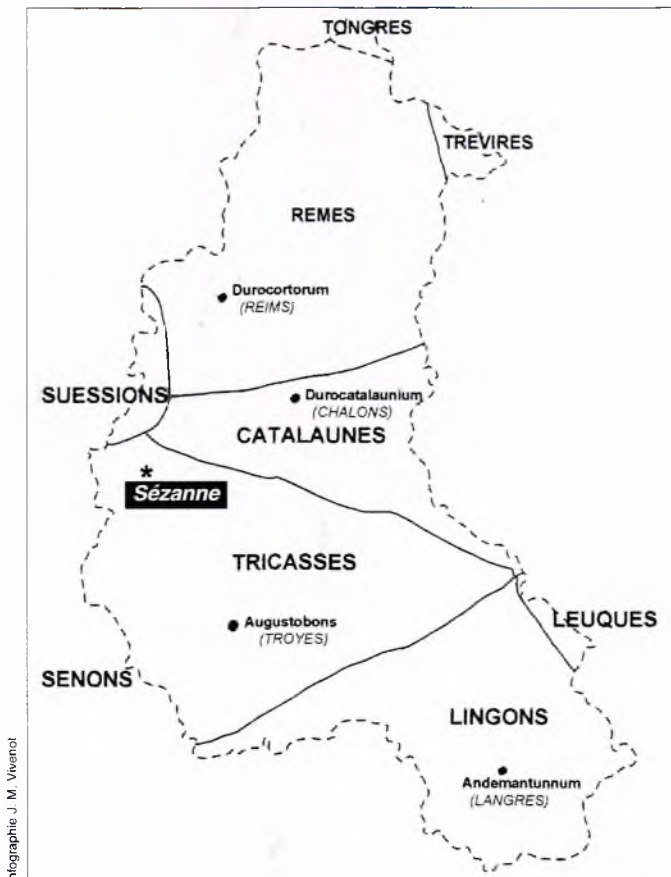 TONGRES
TREVIRES
REMES
Durocortorum
(REIMS)
SUESSIONS
Durocatalaunium
(CHALONS)
CATALAUNES
*
Sézanne
TRICASSES
Augustobons
(TROYES)
LEUQUES
SENONS
LINGONS
Andemantunnum
(LANGRES)
nfographie J. M. Vivenot